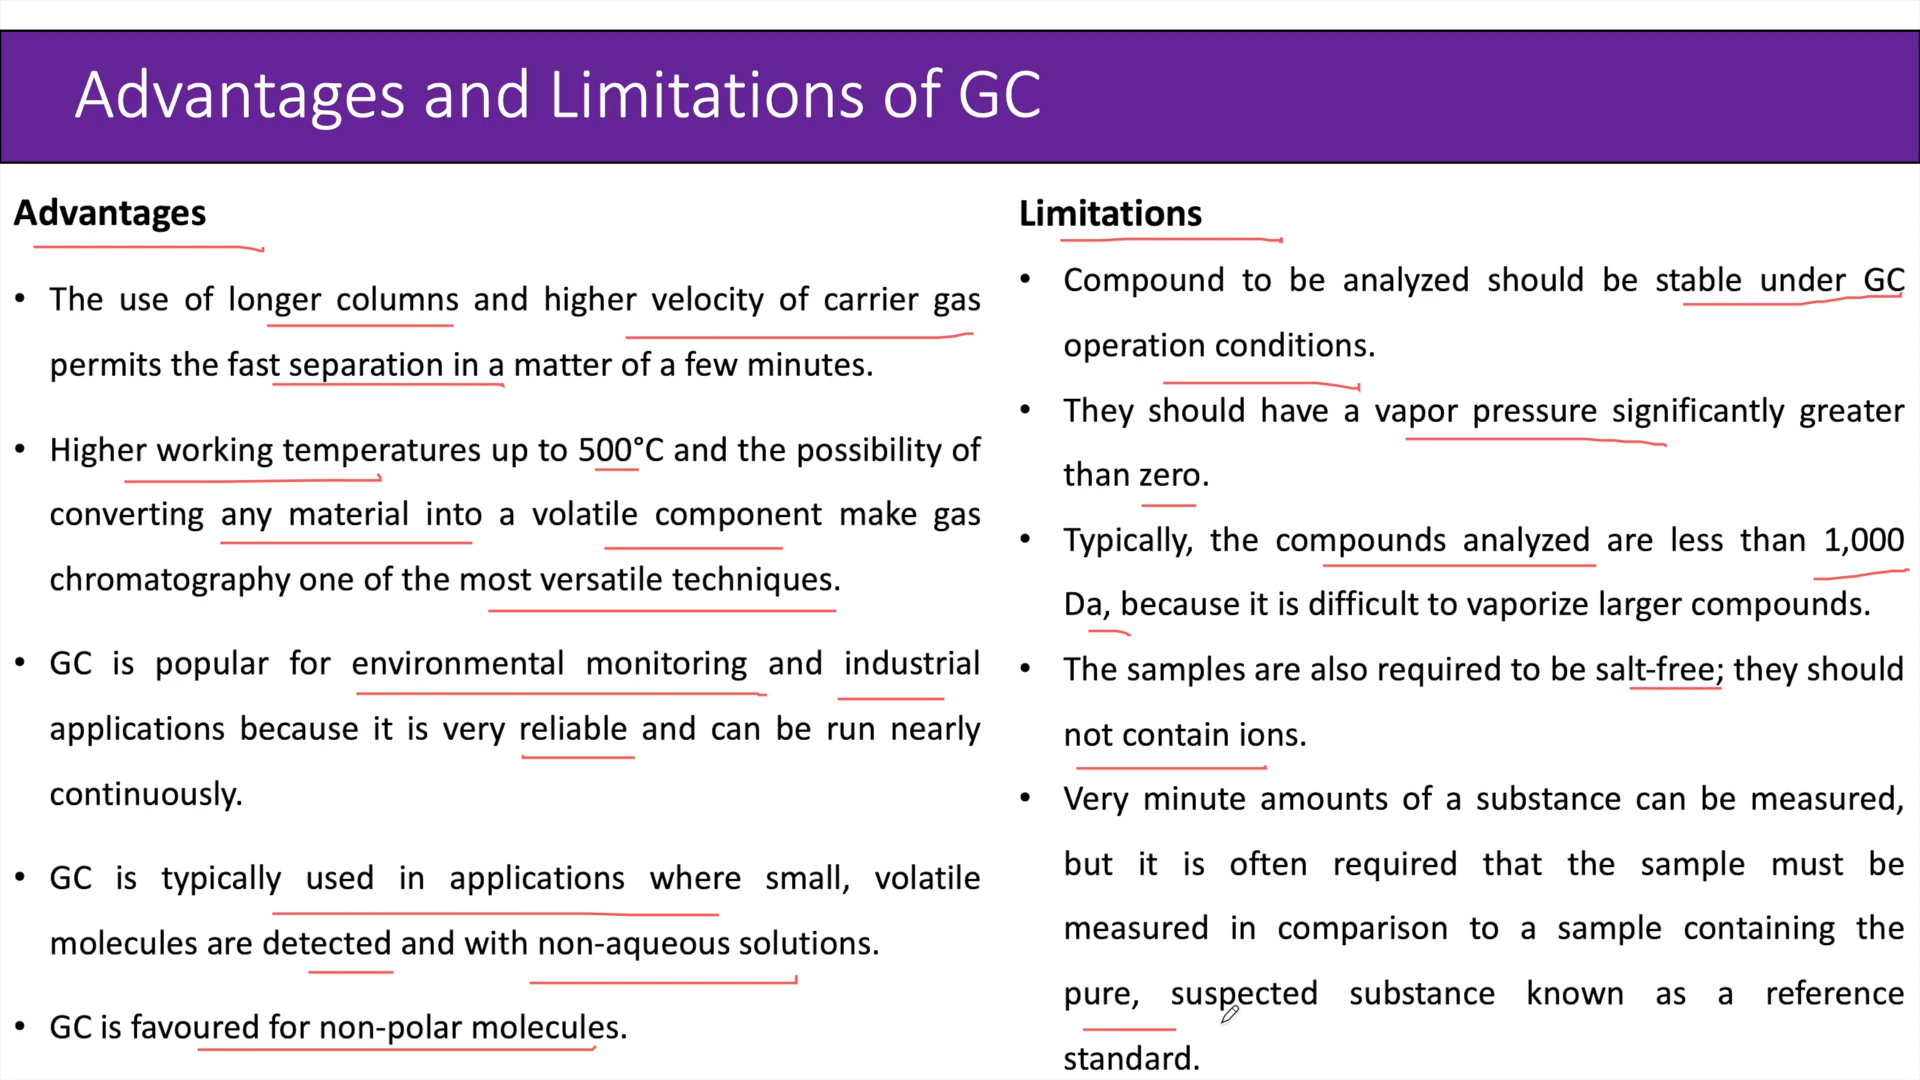 Advantages and Limitations of GC
Advantages
• The use of longer columns and higher velocity of carrier gas
permits the fast separation in a matter of a few minutes.
• Higher working temperatures up to 500°C and the possibility of
converting any material into a volatile component make gas
chromatography one of the most versatile techniques.
• GC is popular for environmental monitoring and industrial
applications because it is very reliable and can be run nearly
continuously.
• GC is typically used in applications where small, volatile
molecules are detected and with non-aqueous solutions.
• GC is favoured for non-polar molecules.
Limitations
• Compound to be analyzed should be stable under GC
operation conditions.
• They should have a vapor pressure significantly greater
than zero.
• Typically, the compounds analyzed are less than 1,000
Da, because it is difficult to vaporize larger compounds.
• The samples are also required to be salt-free; they should
not contain ions.
• Very minute amounts of a substance can be measured,
but it is often required that the sample must be
measured in comparison to a sample containing the
pure, suspected substance known as a reference
standard.